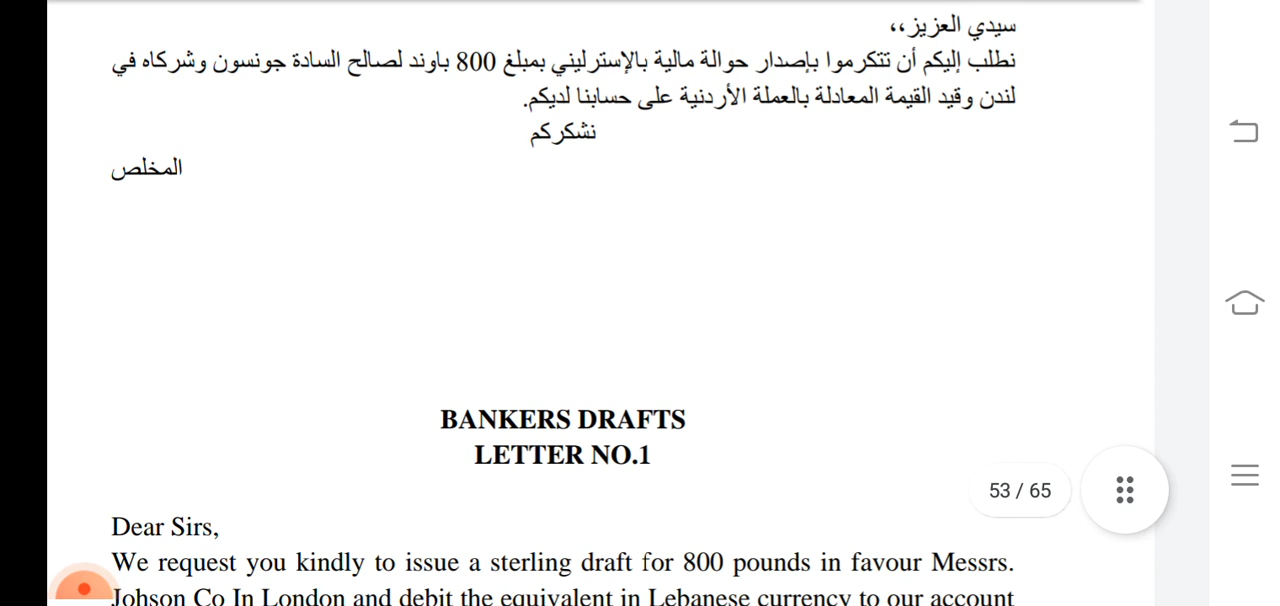 سيدي العزيز،،
نطلب إليكم أن تتكرموا بإصدار حوالة مالية بالإسترليني بمبلغ 800 باوند لصالح السادة جونسون وشركاه في
لندن وقيد القيمة المعادلة بالعملة الأردنية على حسابنا لديكم.
نشكركم
المخلص
BANKERS DRAFTS
LETTER NO.1
53 / 65
Dear Sirs,
We request you kindly to issue a sterling draft for 800 pounds in favour Messrs.
Johson Co In London and debit the equivalent in Lebanese currency to our account